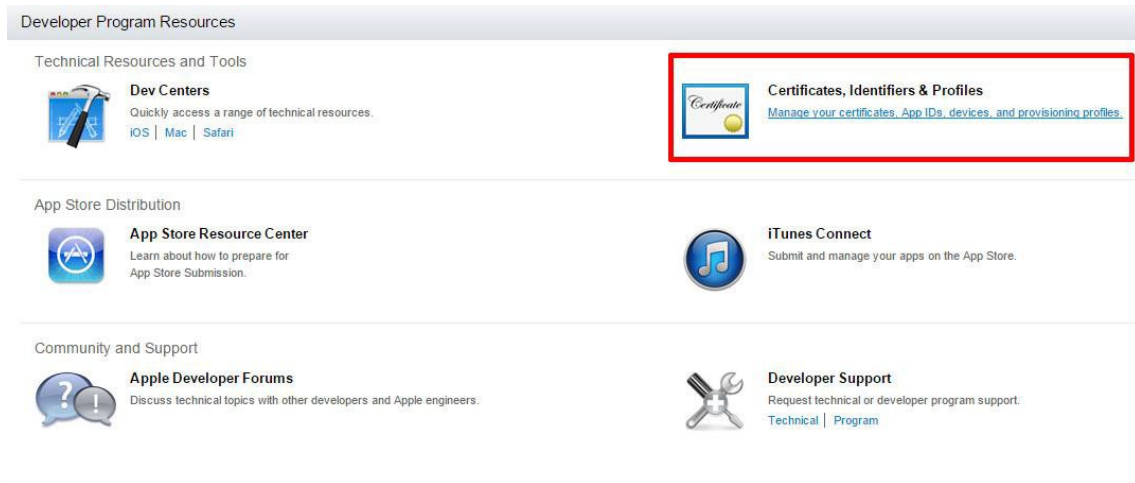 Developer Program Resources
Technical Resources and Tools
Dev Centers
Quickly access a range of technical resources.
iOS | Mac | Safari
Certificate
Certificates, Identifiers & Profiles
Manage your certificates, App IDs, devices, and provisioning profiles.
App Store Distribution
App Store Resource Center
Learn about how to prepare for
App Store Submission.
iTunes Connect
Submit and manage your apps on the App Store.
Community and Support
Apple Developer Forums
Discuss technical topics with other developers and Apple engineers.
Developer Support
Request technical or developer program support.
Technical | Program